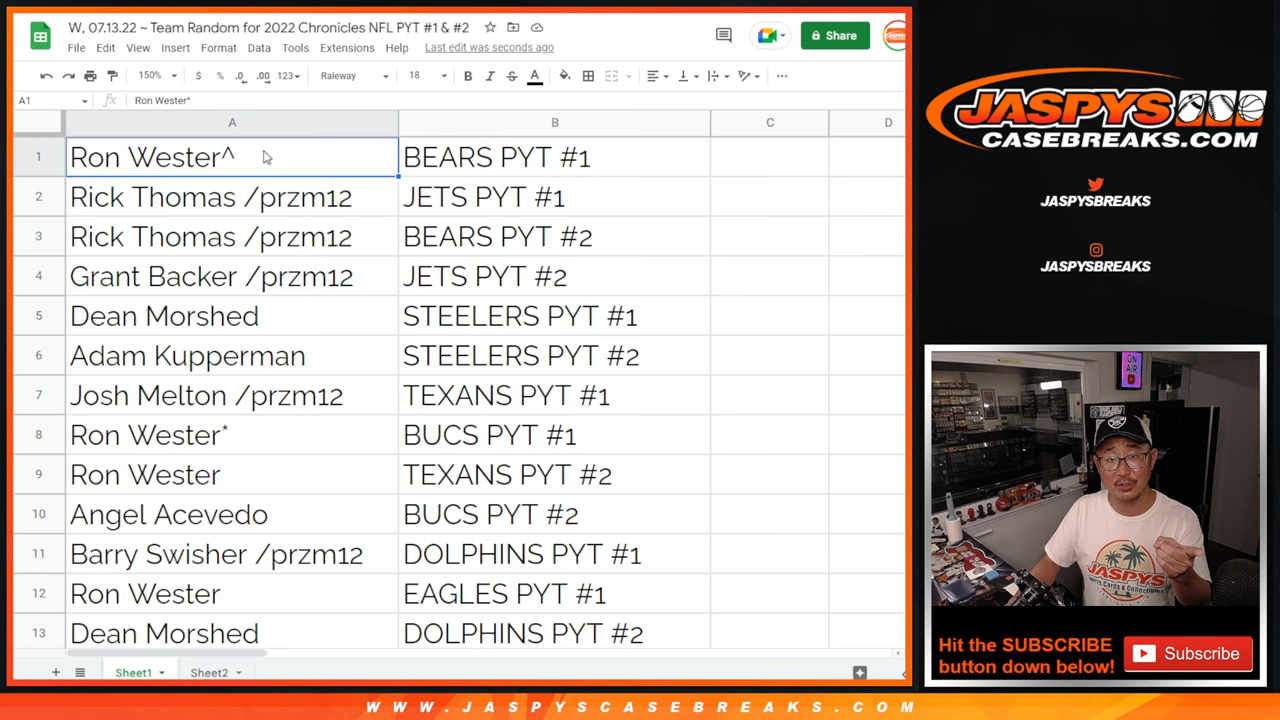 W, 07.13.22 ~ Team Random for 2022 Chronicles NFL PYT #1 & #2
File Edit View Insert Format Data Tools Extensions Help Last edit was seconds ago
Share
150% $ % .0 .00 123 Raleway 18 B I S A
A1 fx Ron Wester^
A B C D
1 Ron Wester^ BEARS PYT #1
2 Rick Thomas /przm12 JETS PYT #1
3 Rick Thomas /przm12 BEARS PYT #2
4 Grant Backer /przm12 JETS PYT #2
5 Dean Morshed STEELERS PYT #1
6 Adam Kupperman STEELERS PYT #2
7 Josh Melton /przm12 TEXANS PYT #1
8 Ron Wester* BUCS PYT #1
9 Ron Wester TEXANS PYT #2
10 Angel Acevedo BUCS PYT #2
11 Barry Swisher /przm12 DOLPHINS PYT #1
12 Ron Wester EAGLES PYT #1
13 Dean Morshed DOLPHINS PYT #2
Sheet1 Sheet2
JASPYS
CASEBREAKS.COM
JASPYSBREAKS
JASPYSBREAKS
ON
AIR
JASPYS
Hit the SUBSCRIBE
button down below!
Subscribe
WWW.JASPYSCASEBREAKS.COM